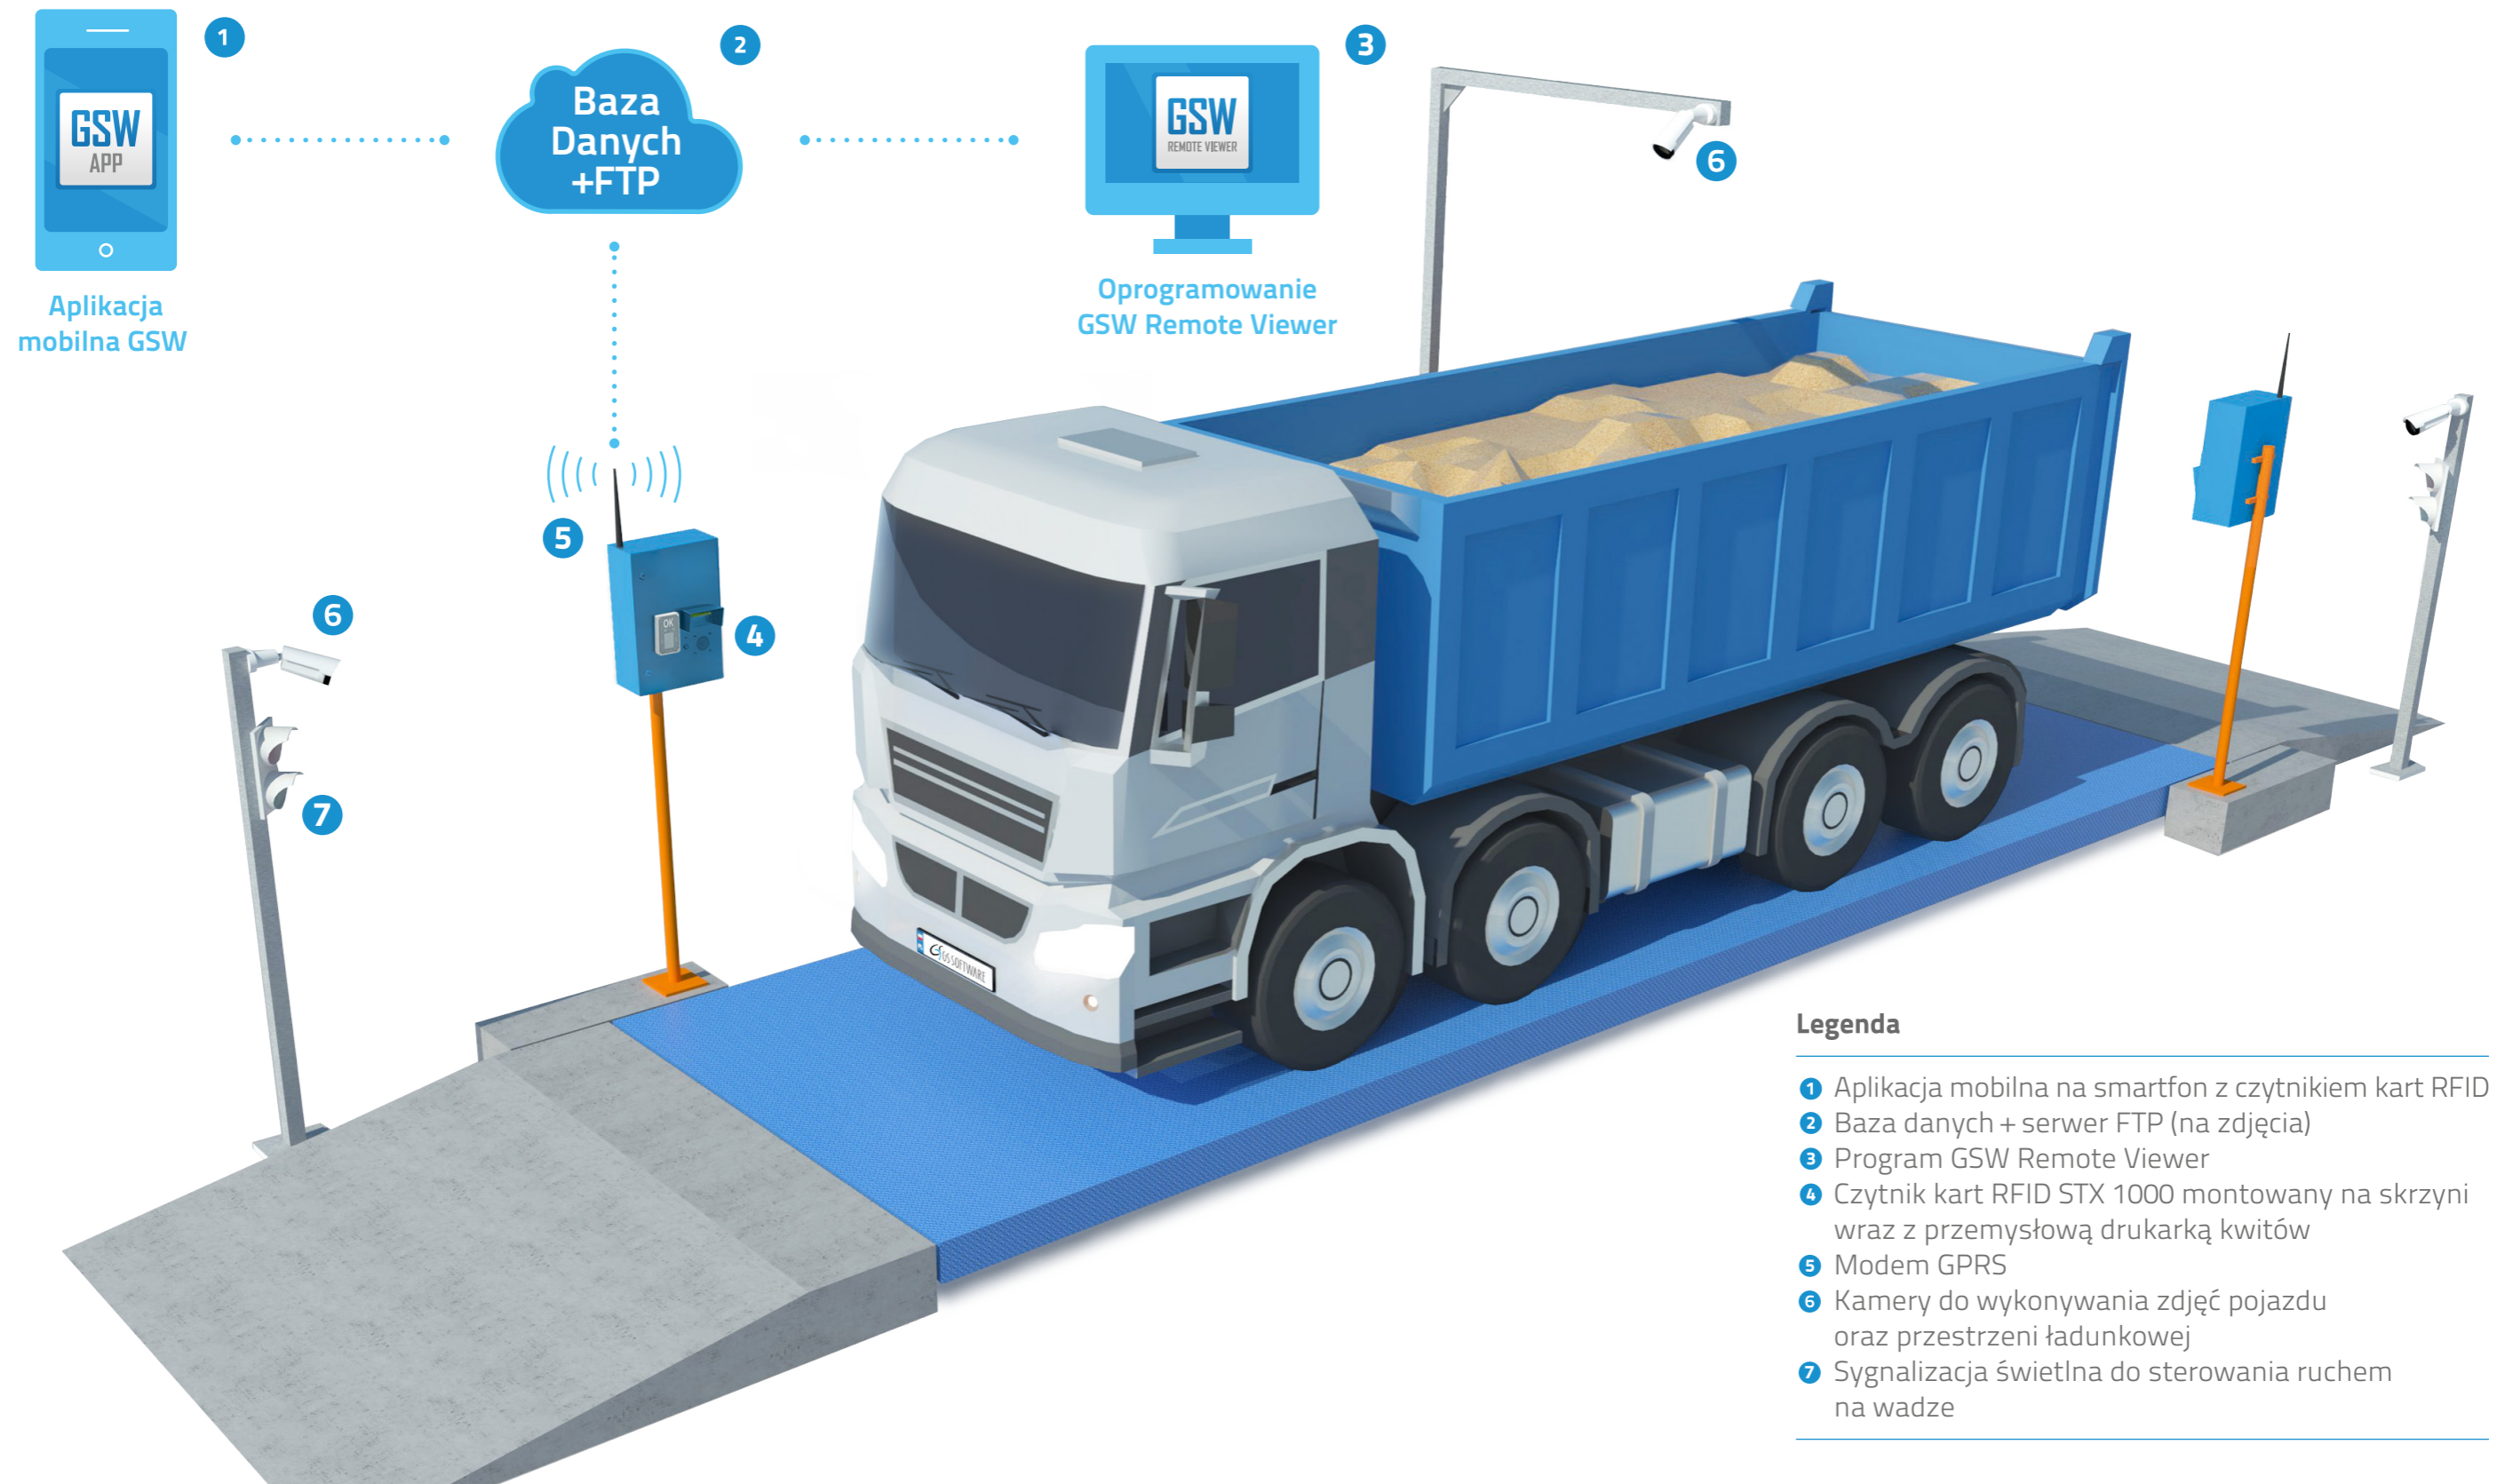 1
GSW
APP
Aplikacja
mobilna GSW
2
Baza
Danych
+FTP
3
GSW
REMOTE VIEWER
Oprogramowanie
GSW Remote Viewer
6
5
OK
4
6
7
GS SOFTWARE
Legenda
1 Aplikacja mobilna na smartfon z czytnikiem kart RFID
2 Baza danych + serwer FTP (na zdjęcia)
3 Program GSW Remote Viewer
4 Czytnik kart RFID STX 1000 montowany na skrzyni
wraz z przemysłową drukarką kwitów
5 Modem GPRS
6 Kamery do wykonywania zdjęć pojazdu
oraz przestrzeni ładunkowej
7 Sygnalizacja świetlna do sterowania ruchem
na wadze